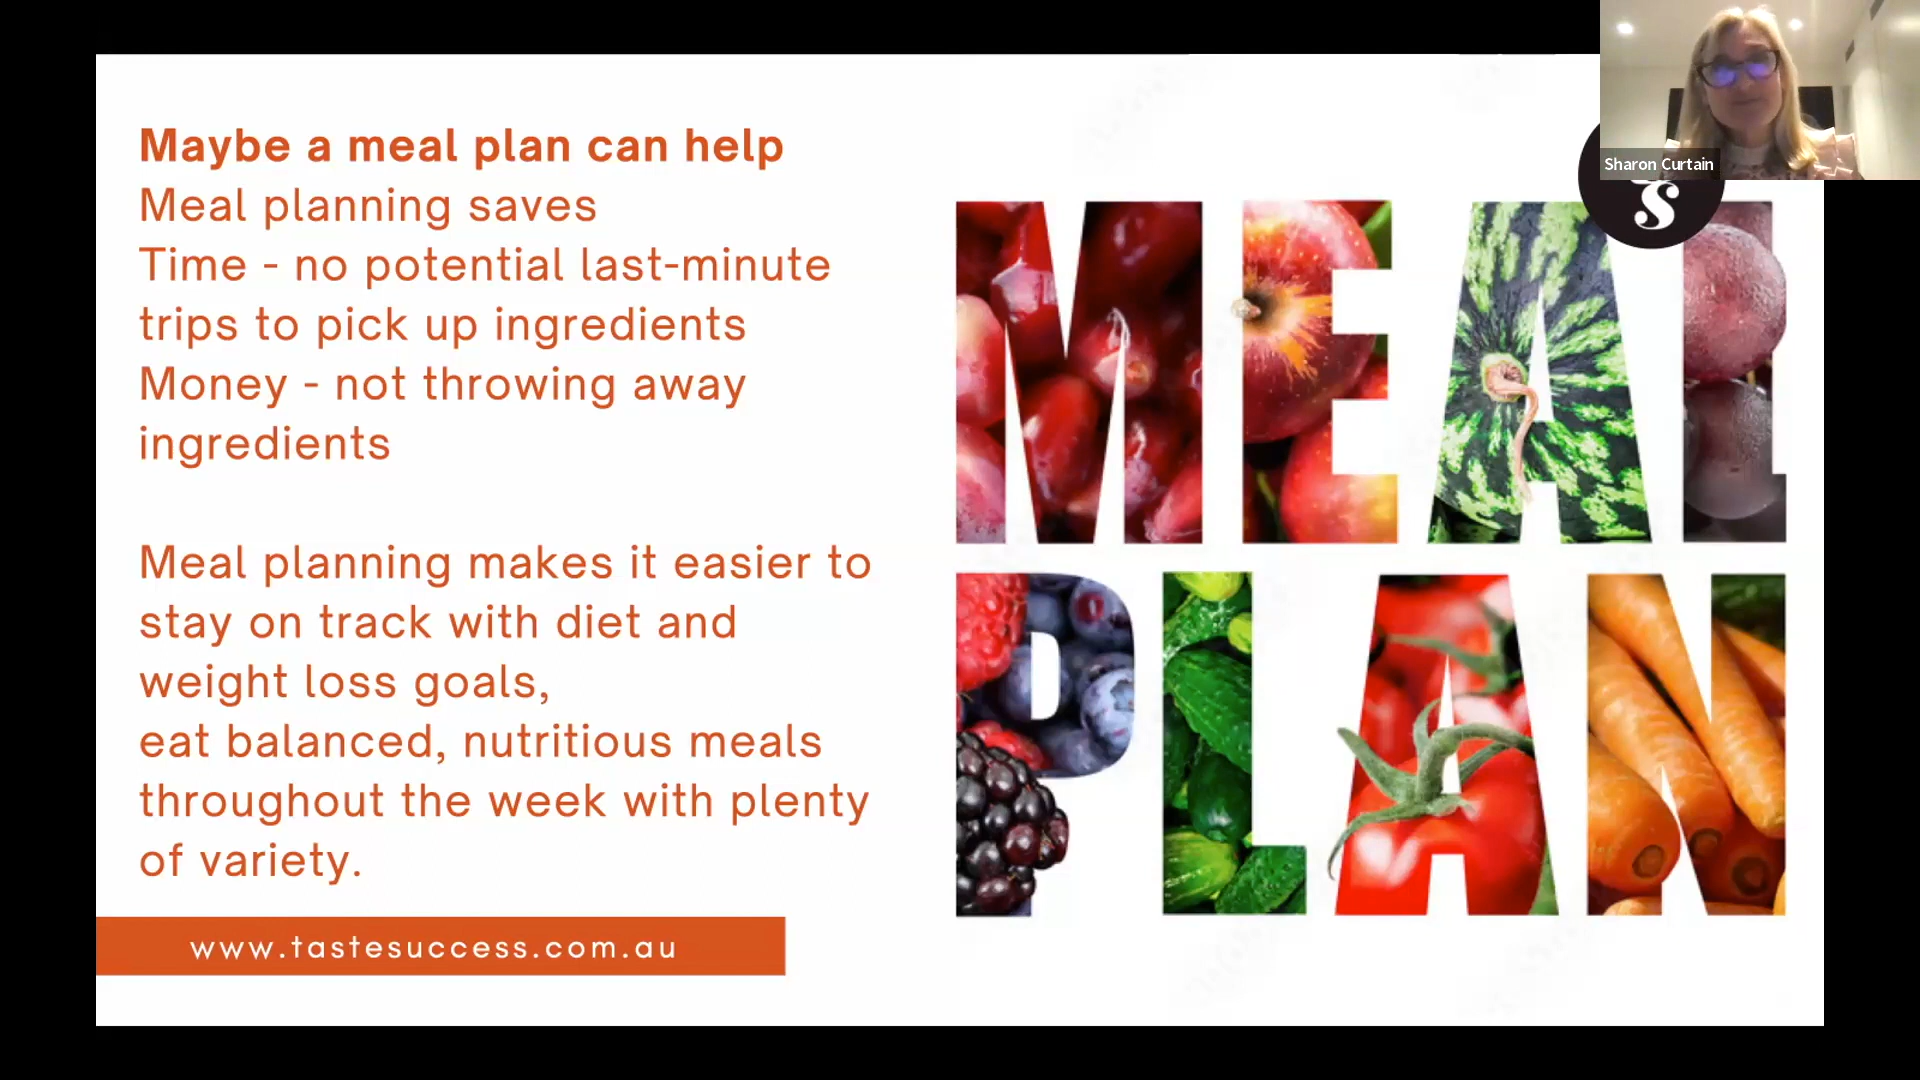 Maybe a meal plan can help
Meal planning saves
Time - no potential last-minute
trips to pick up ingredients
Money - not throwing away
ingredients
Meal planning makes it easier to
stay on track with diet and
weight loss goals,
eat balanced, nutritious meals
throughout the week with plenty
of variety.
www.tastesuccess.com.au
MEAL
PLAN
Sharon Curtain
S